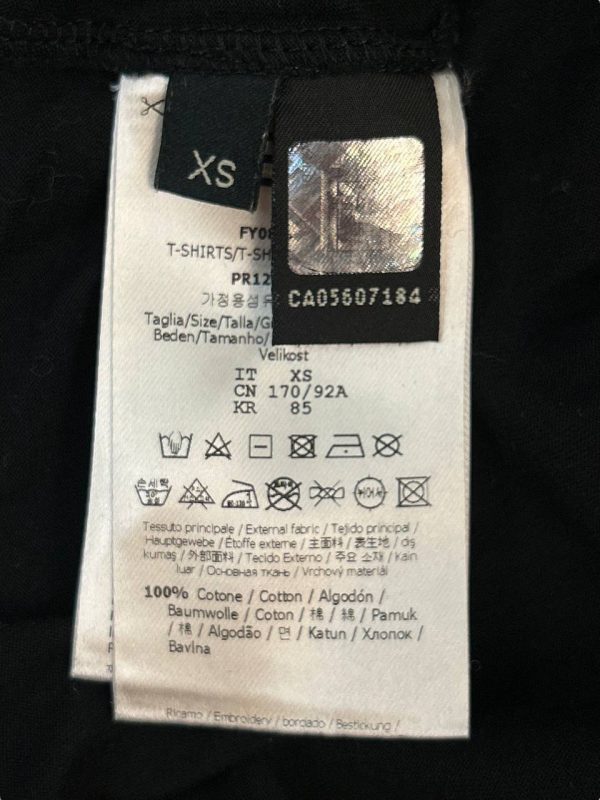 XS
CA05607184
FY08
T-SHIRTS/T-SH
PR12
가정용섬유
Taglia/Size/Talla/G
Beden/Tamanho/
Velikost
IT XS
CN 170/92A
KR 85
손세탁
Tessuto principale / External fabric / Tejido principal /
Hauptgewebe / Étoffe externe / 主面料 / 表生地 / dış
kumaş / 外部面料 / Tecido Externo / 주요 소재 / kain
luar / Основная ткань / Vrchový materiál
100% Cotone / Cotton / Algodón /
Baumwolle / Coton / 棉 / 綿 / Pamuk
/ 棉 / Algodão / 면 / Katun / Хлопок /
Bavlna
Ricamo / Embroidery / bordado / Bestickung /